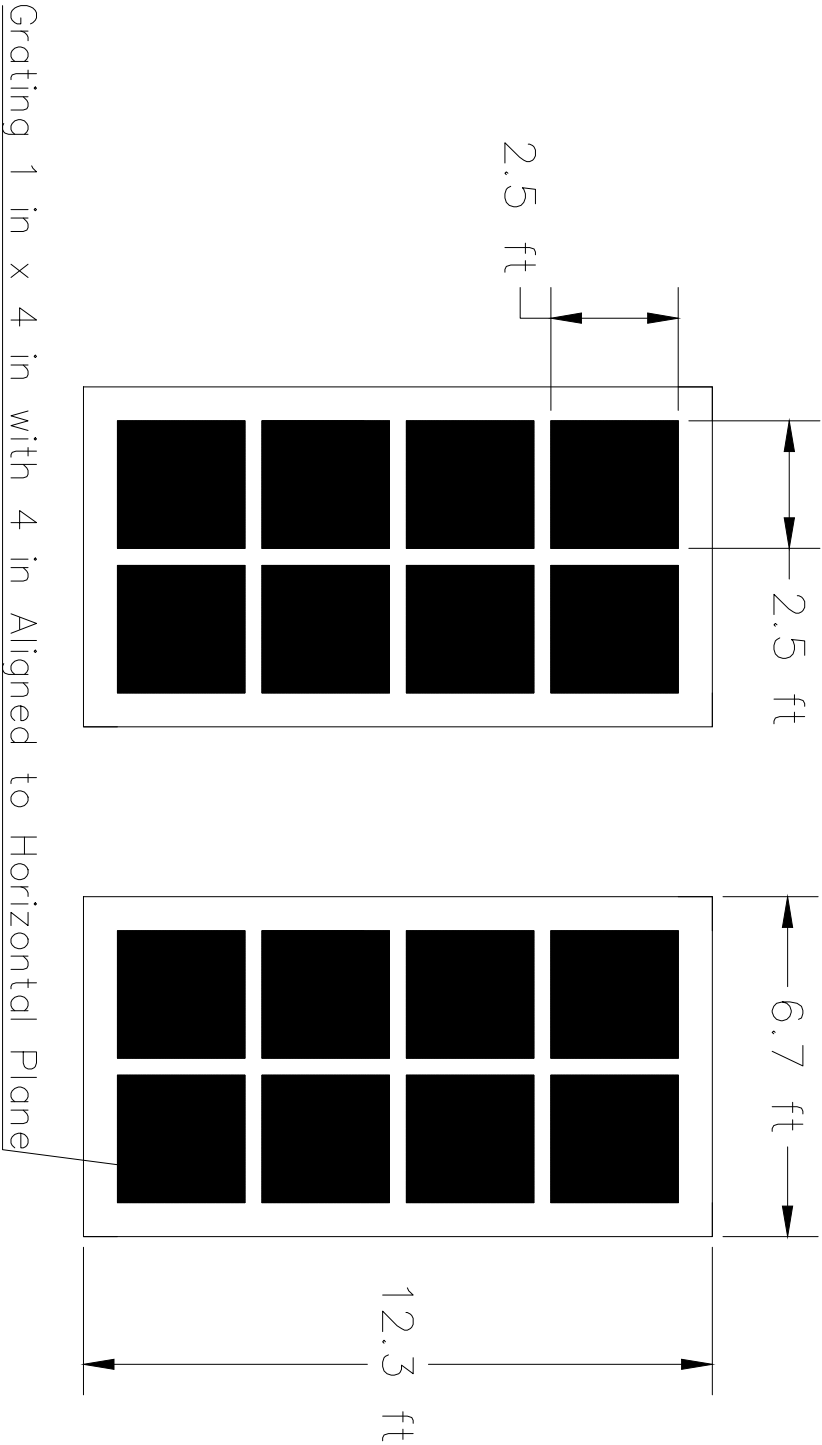 2.5 ft
2.5 ft
6.7 ft
12.3 ft
Grating 1 in x 4 in with 4 in Aligned to Horizontal Plane